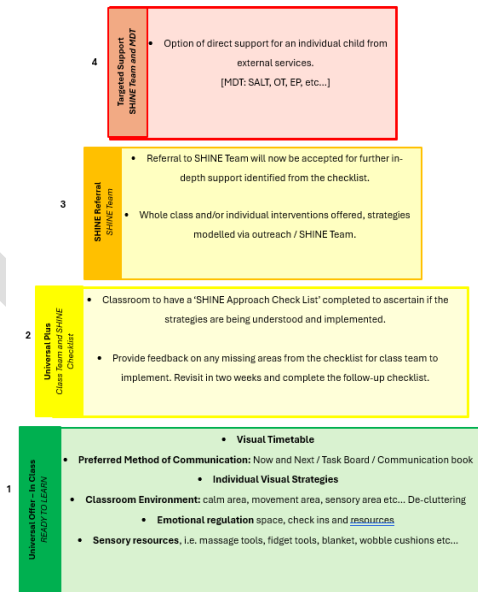 4
Targeted Support
SHINE Team and MDT
• Option of direct support for an individual child from
external services.
[MDT: SALT, OT, EP, etc...]
3
SHINE Referral
SHINE Team
• Referral to SHINE Team will now be accepted for further in-
depth support identified from the checklist.
• Whole class and/or individual interventions offered, strategies
modelled via outreach / SHINE Team.
2
Universal Plus
Class Team and SHINE
Checklist
• Classroom to have a ‘SHINE Approach Check List’ completed to ascertain if the
strategies are being understood and implemented.
• Provide feedback on any missing areas from the checklist for class team to
implement. Revisit in two weeks and complete the follow-up checklist.
1
Universal Offer – In Class
READY TO LEARN
• Visual Timetable
• Preferred Method of Communication: Now and Next / Task Board / Communication book
• Individual Visual Strategies
• Classroom Environment: calm area, movement area, sensory area etc... De-cluttering
• Emotional regulation space, check ins and resources
• Sensory resources, i.e. massage tools, fidget tools, blanket, wobble cushions etc...